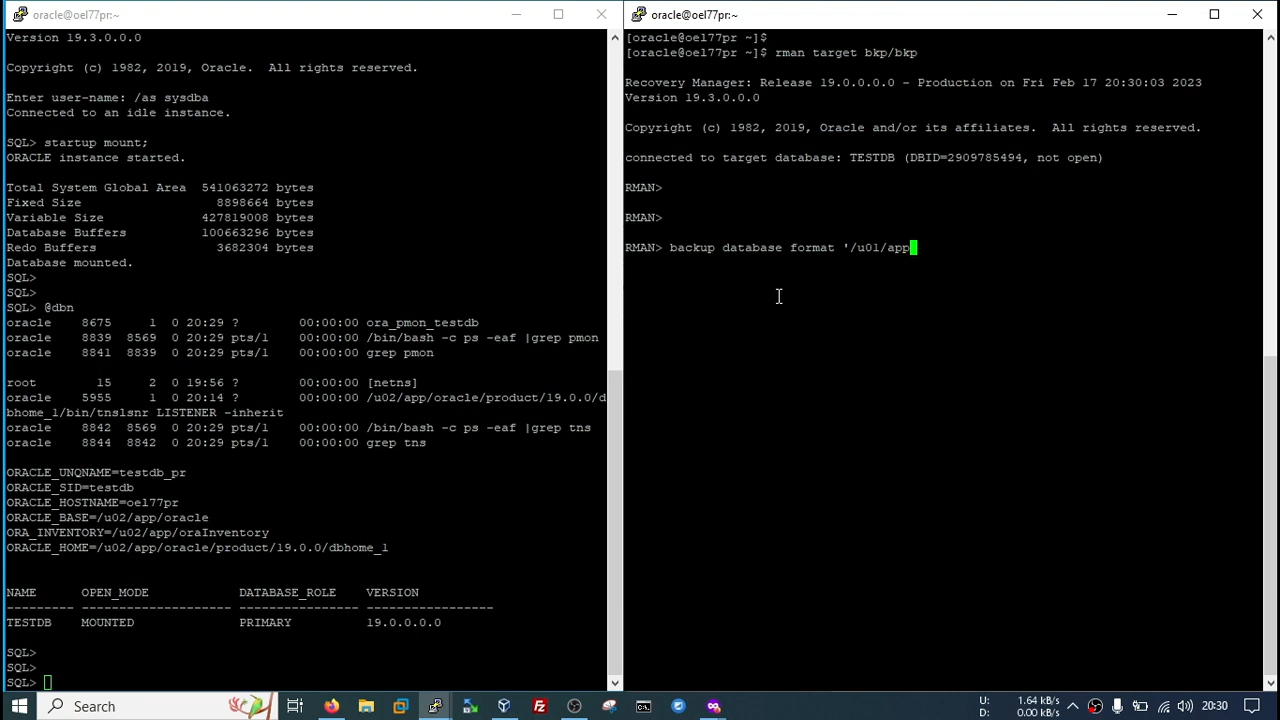 oracle@oel77pr:~
Version 19.3.0.0.0
Copyright (c) 1982, 2019, Oracle.  All rights reserved.
Enter user-name: /as sysdba
Connected to an idle instance.
SQL> startup mount;
ORACLE instance started.
Total System Global Area  541063272 bytes
Fixed Size                  8898664 bytes
Variable Size             427819008 bytes
Database Buffers          100663296 bytes
Redo Buffers                3682304 bytes
Database mounted.
SQL>
SQL>
SQL> @dbn
oracle    8675     1  0 20:29 ?        00:00:00 ora_pmon_testdb
oracle    8839  8569  0 20:29 pts/1    00:00:00 /bin/bash -c ps -eaf |grep pmon
oracle    8841  8839  0 20:29 pts/1    00:00:00 grep pmon
root        15     2  0 19:56 ?        00:00:00 [netns]
oracle    5955     1  0 20:14 ?        00:00:00 /u02/app/oracle/product/19.0.0/d
bhome_1/bin/tnslsnr LISTENER -inherit
oracle    8842  8569  0 20:29 pts/1    00:00:00 /bin/bash -c ps -eaf |grep tns
oracle    8844  8842  0 20:29 pts/1    00:00:00 grep tns
ORACLE_UNQNAME=testdb_pr
ORACLE_SID=testdb
ORACLE_HOSTNAME=oel77pr
ORACLE_BASE=/u02/app/oracle
ORA_INVENTORY=/u02/app/oraInventory
ORACLE_HOME=/u02/app/oracle/product/19.0.0/dbhome_1
NAME      OPEN_MODE            DATABASE_ROLE    VERSION
--------- -------------------- ---------------- -----------------
TESTDB    MOUNTED              PRIMARY          19.0.0.0.0
SQL>
SQL>
SQL>
oracle@oel77pr:~
[oracle@oel77pr ~]$
[oracle@oel77pr ~]$ rman target bkp/bkp
Recovery Manager: Release 19.0.0.0.0 - Production on Fri Feb 17 20:30:03 2023
Version 19.3.0.0.0
Copyright (c) 1982, 2019, Oracle and/or its affiliates.  All rights reserved.
connected to target database: TESTDB (DBID=2909785494, not open)
RMAN>
RMAN>
RMAN> backup database format '/u01/app
Search
U: 1.64 kB/s
D: 0.00 kB/s
20:30